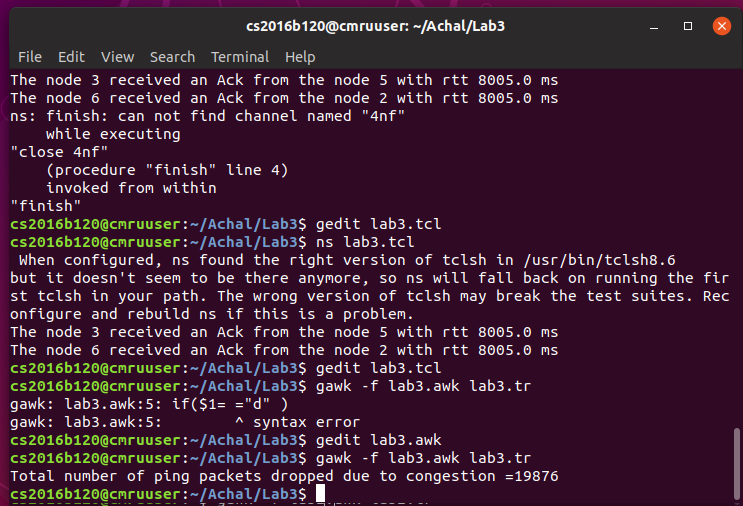 cs2016b120@cmruuser: ~/Achal/Lab3
File Edit View Search Terminal Help
The node 3 received an Ack from the node 5 with rtt 8005.0 ms
The node 6 received an Ack from the node 2 with rtt 8005.0 ms
ns: finish: can not find channel named "4nf"
    while executing
"close 4nf"
    (procedure "finish" line 4)
    invoked from within
"finish"
cs2016b120@cmruuser:~/Achal/Lab3$ gedit lab3.tcl
cs2016b120@cmruuser:~/Achal/Lab3$ ns lab3.tcl
 When configured, ns found the right version of tclsh in /usr/bin/tclsh8.6
but it doesn't seem to be there anymore, so ns will fall back on running the fir
st tclsh in your path. The wrong version of tclsh may break the test suites. Rec
onfigure and rebuild ns if this is a problem.
The node 3 received an Ack from the node 5 with rtt 8005.0 ms
The node 6 received an Ack from the node 2 with rtt 8005.0 ms
cs2016b120@cmruuser:~/Achal/Lab3$ gedit lab3.tcl
cs2016b120@cmruuser:~/Achal/Lab3$ gawk -f lab3.awk lab3.tr
gawk: lab3.awk:5: if($1= ="d" )
gawk: lab3.awk:5:        ^ syntax error
cs2016b120@cmruuser:~/Achal/Lab3$ gedit lab3.awk
cs2016b120@cmruuser:~/Achal/Lab3$ gawk -f lab3.awk lab3.tr
Total number of ping packets dropped due to congestion =19876
cs2016b120@cmruuser:~/Achal/Lab3$